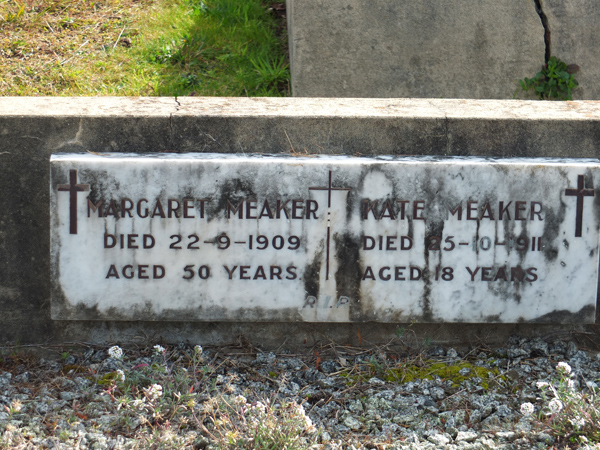 MARGARET MEAKER
DIED 22-9-1909
AGED 50 YEARS
R.I.P.
KATE MEAKER
DIED 25-10-1911
AGED 18 YEARS